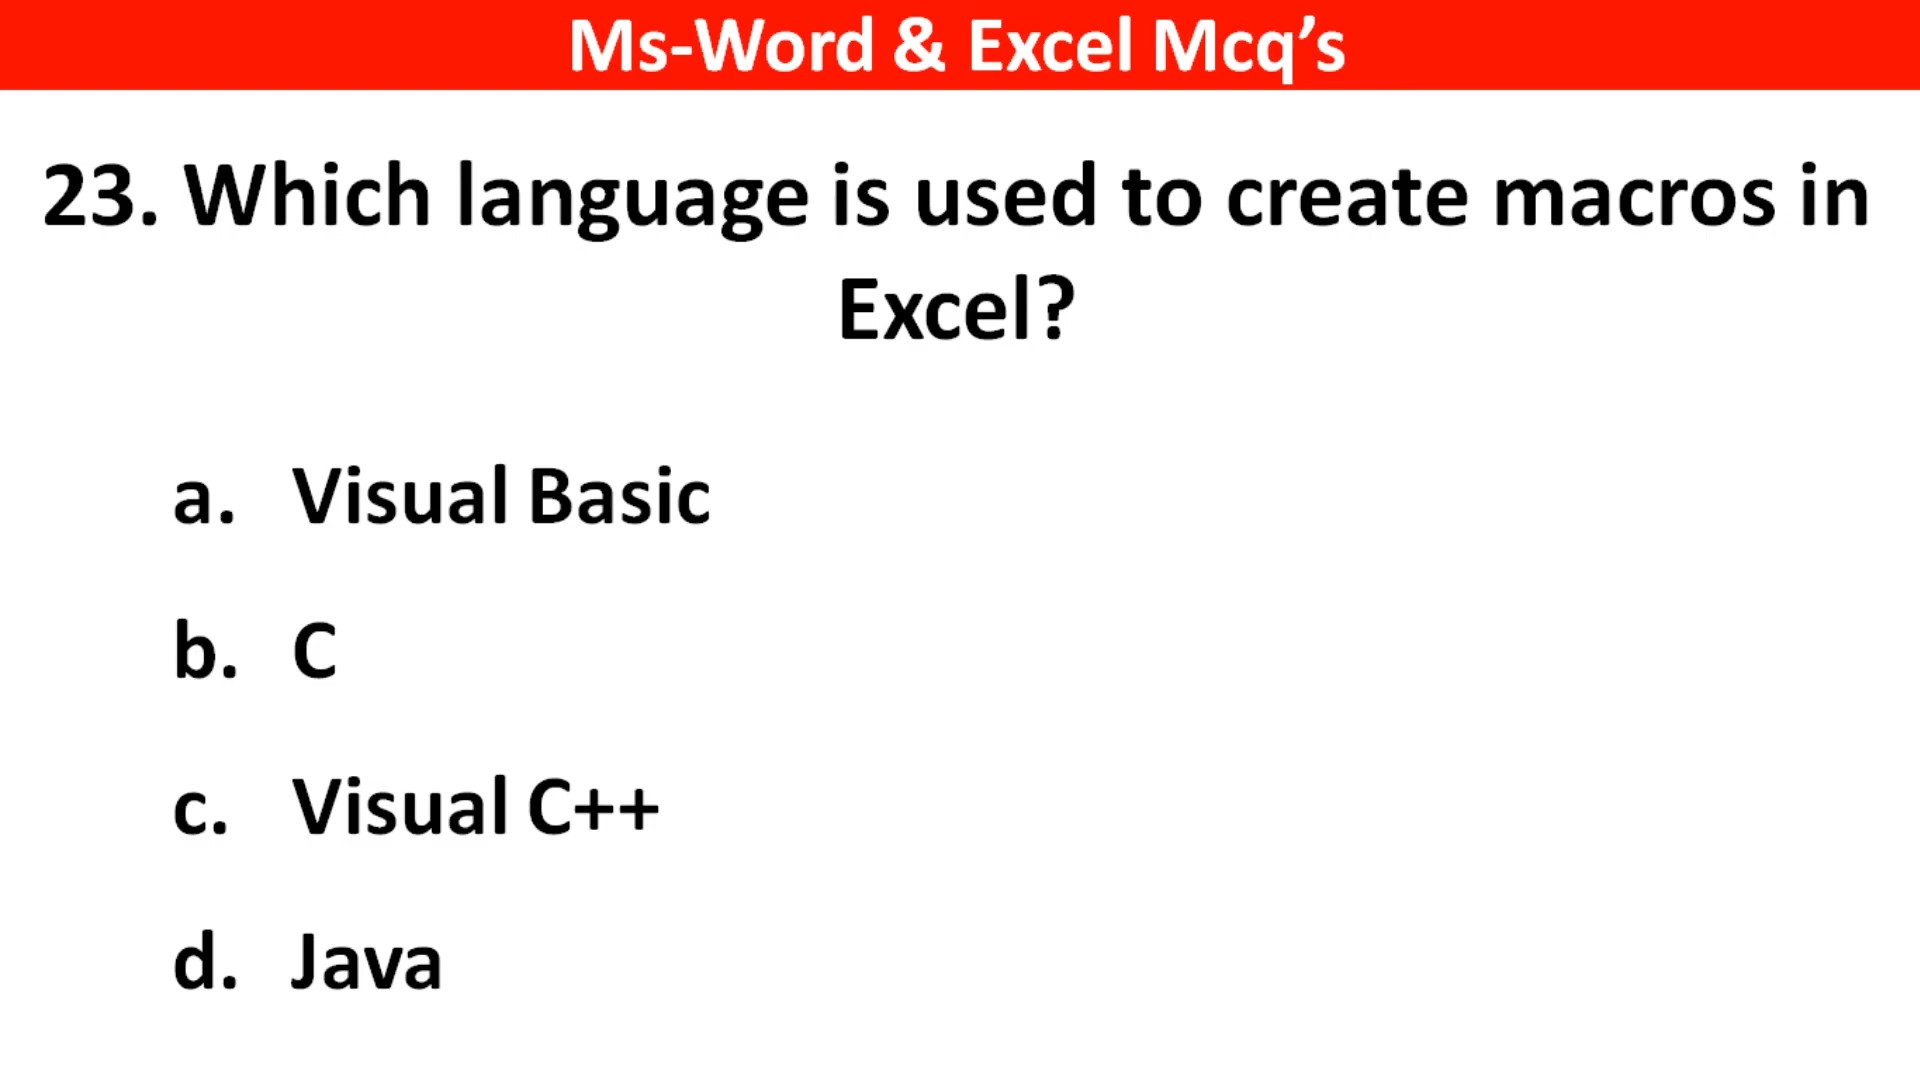 Ms-Word & Excel Mcq’s
23. Which language is used to create macros in
Excel?
a. Visual Basic
b. C
c. Visual C++
d. Java